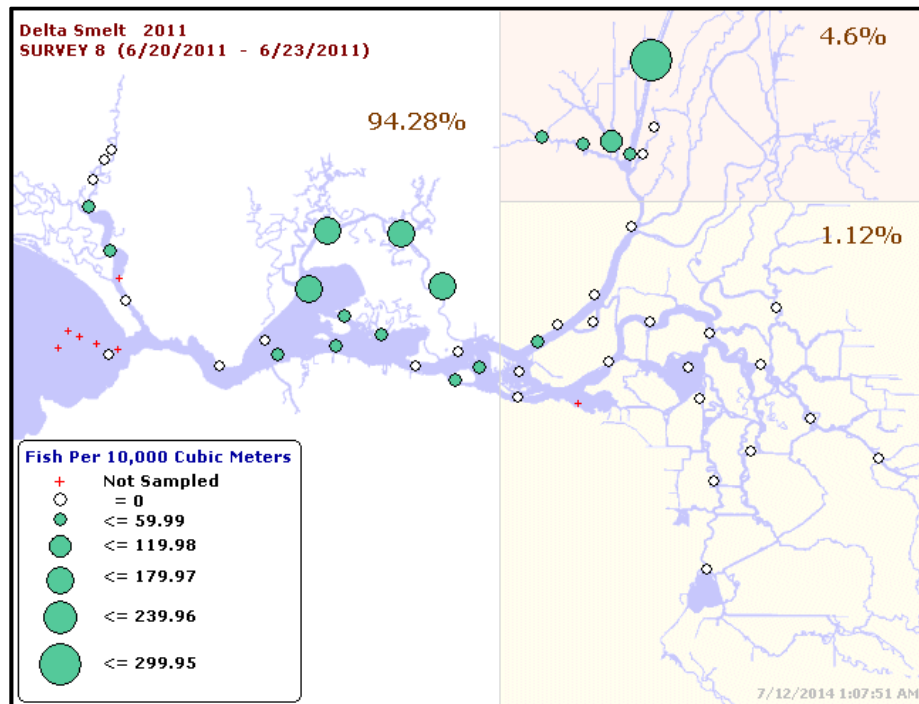 Delta Smelt 2011
SURVEY 8 (6/20/2011 - 6/23/2011)
94.28%
4.6%
1.12%
Fish Per 10,000 Cubic Meters
+ Not Sampled
= 0
<= 59.99
<= 119.98
<= 179.97
<= 239.96
<= 299.95
7/12/2014 1:07:51 AM